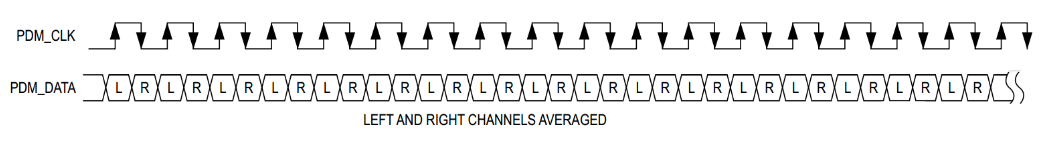 PDM_CLK
PDM_DATA L R L R L R L R L R L R L R L R L R L R L R L R L R L R L R L R L R
LEFT AND RIGHT CHANNELS AVERAGED